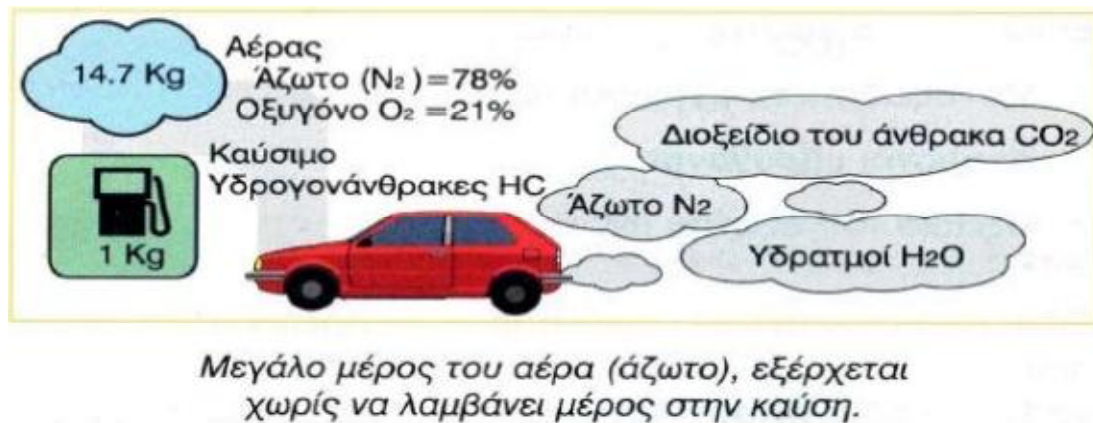 14.7 Kg
Αέρας
Άζωτο (N₂)=78%
Οξυγόνο O₂=21%
Καύσιμο
Υδρογονάνθρακες HC
1 Kg
Διοξείδιο του άνθρακα CO₂
Άζωτο N₂
Υδρατμοί H₂O
Μεγάλο μέρος του αέρα (άζωτο), εξέρχεται
χωρίς να λαμβάνει μέρος στην καύση.